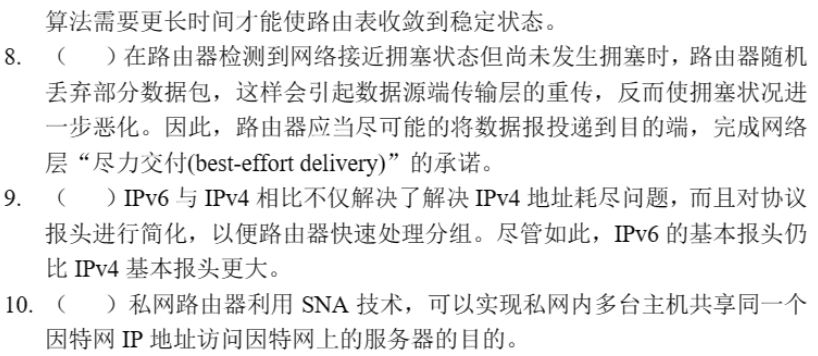 算法需要更长时间才能使路由表收敛到稳定状态。
8. （　）在路由器检测到网络接近拥塞状态但尚未发生拥塞时，路由器随机
丢弃部分数据包，这样会引起数据源端传输层的重传，反而使拥塞状况进
一步恶化。因此，路由器应当尽可能的将数据报投递到目的端，完成网络
层“尽力交付(best-effort delivery)”的承诺。
9. （　）IPv6 与 IPv4 相比不仅解决了解决 IPv4 地址耗尽问题，而且对协议
报头进行简化，以便路由器快速处理分组。尽管如此，IPv6 的基本报头仍
比 IPv4 基本报头更大。
10. （　）私网路由器利用 SNA 技术，可以实现私网内多台主机共享同一个
因特网 IP 地址访问因特网上的服务器的目的。